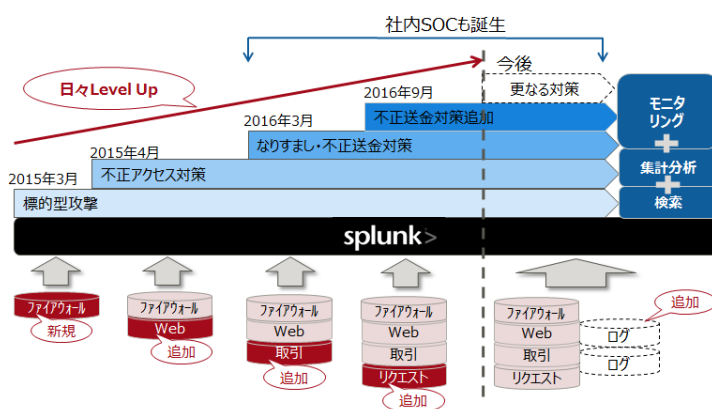 社内SOCも誕生
日々Level Up
今後
2016年9月
更なる対策
モニタ
リング
2016年3月
不正送金対策追加
2015年4月
なりすまし・不正送金対策
2015年3月
不正アクセス対策
集計分析
標的型攻撃
検索
splunk>
ファイアウォール
新規
ファイアウォール
Web
追加
ファイアウォール
Web
取引
追加
ファイアウォール
Web
取引
リクエスト
追加
ファイアウォール
Web
取引
リクエスト
追加
ログ
ログ